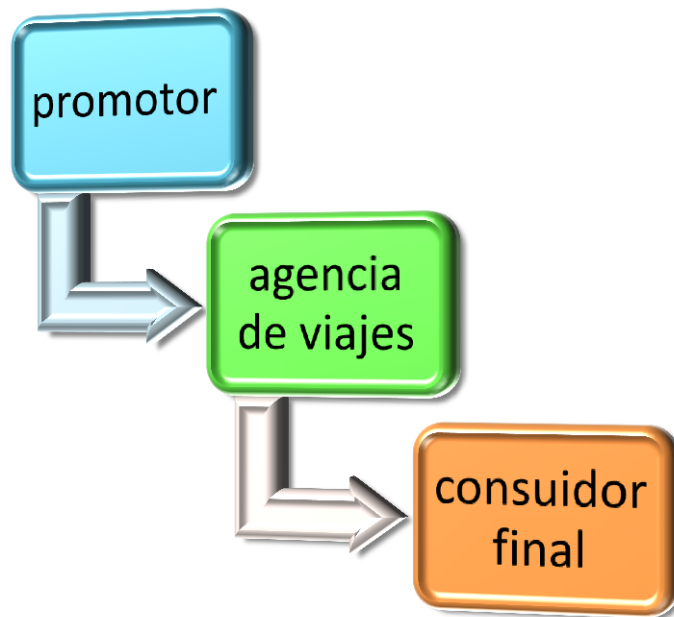 promotor
agencia
de viajes
consuidor
final